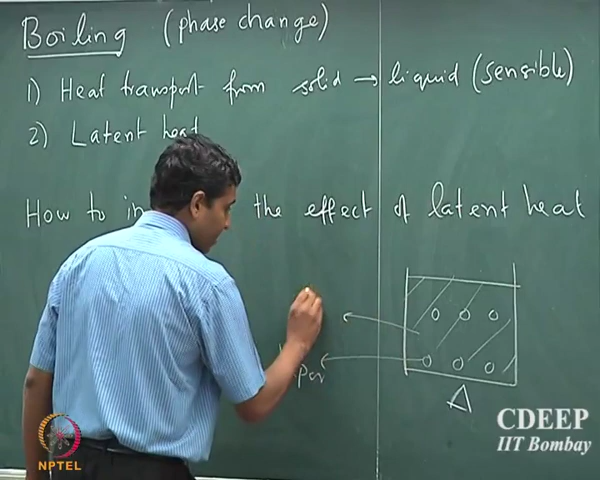 Boiling (phase change)
1) Heat transport from solid → liquid (sensible)
2) Latent heat
How to in the effect of latent heat
CDEEP
IIT Bombay
NPTEL